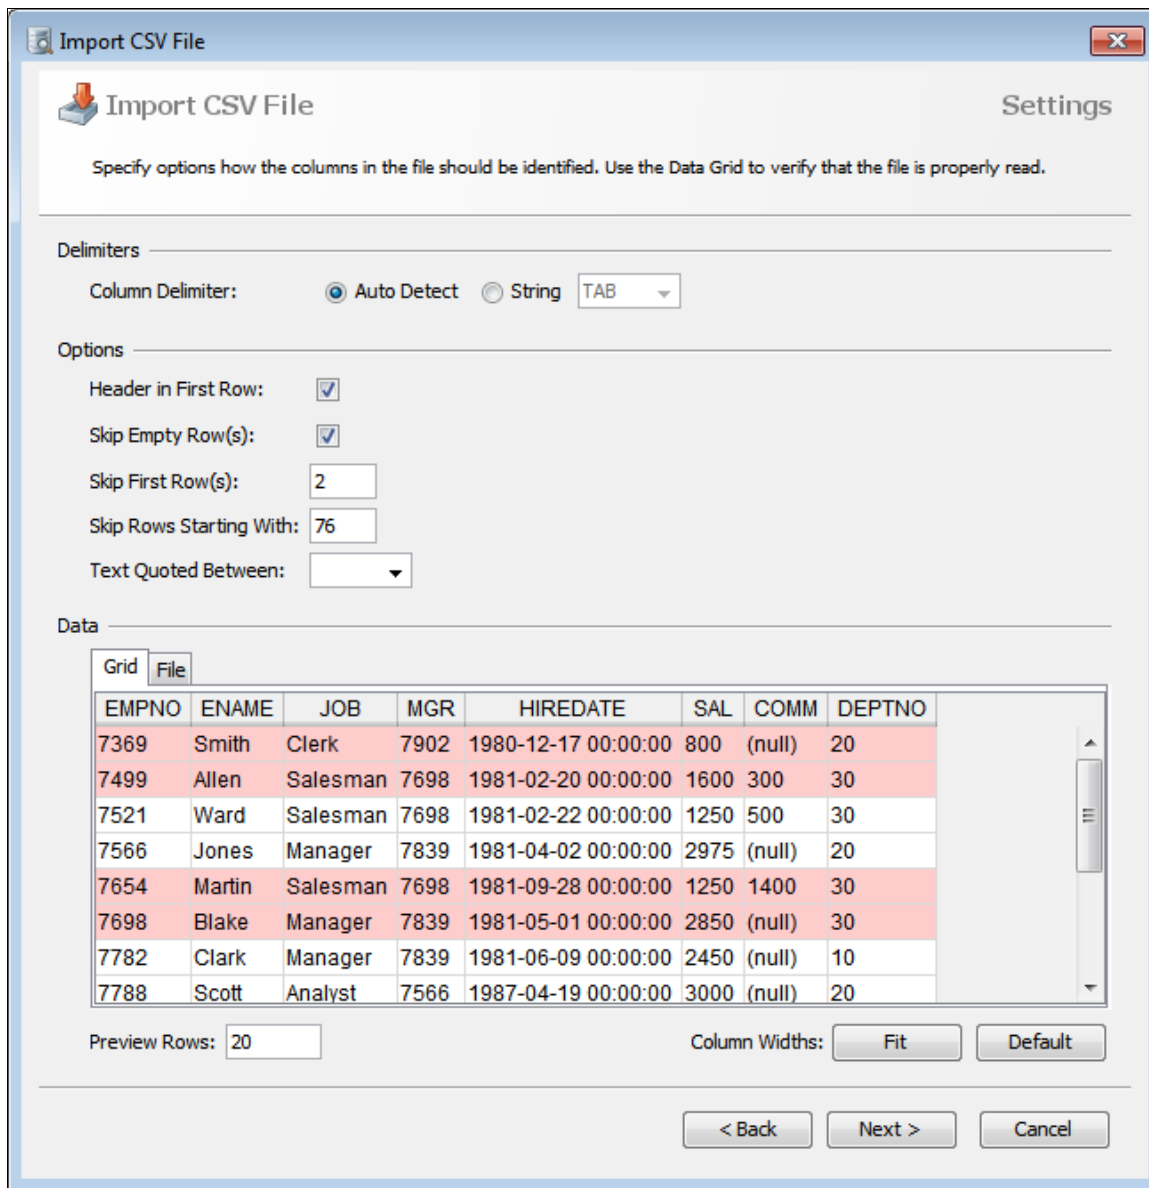 Import CSV File
Import CSV File Settings
Specify options how the columns in the file should be identified. Use the Data Grid to verify that the file is properly read.
Delimiters
Column Delimiter: Auto Detect String TAB
Options
Header in First Row:
Skip Empty Row(s):
Skip First Row(s): 2
Skip Rows Starting With: 76
Text Quoted Between:
Data
Grid File
EMPNO ENAME JOB MGR HIREDATE SAL COMM DEPTNO
7369 Smith Clerk 7902 1980-12-17 00:00:00 800 (null) 20
7499 Allen Salesman 7698 1981-02-20 00:00:00 1600 300 30
7521 Ward Salesman 7698 1981-02-22 00:00:00 1250 500 30
7566 Jones Manager 7839 1981-04-02 00:00:00 2975 (null) 20
7654 Martin Salesman 7698 1981-09-28 00:00:00 1250 1400 30
7698 Blake Manager 7839 1981-05-01 00:00:00 2850 (null) 30
7782 Clark Manager 7839 1981-06-09 00:00:00 2450 (null) 10
7788 Scott Analyst 7566 1987-04-19 00:00:00 3000 (null) 20
Preview Rows: 20 Column Widths: Fit Default
< Back Next > Cancel